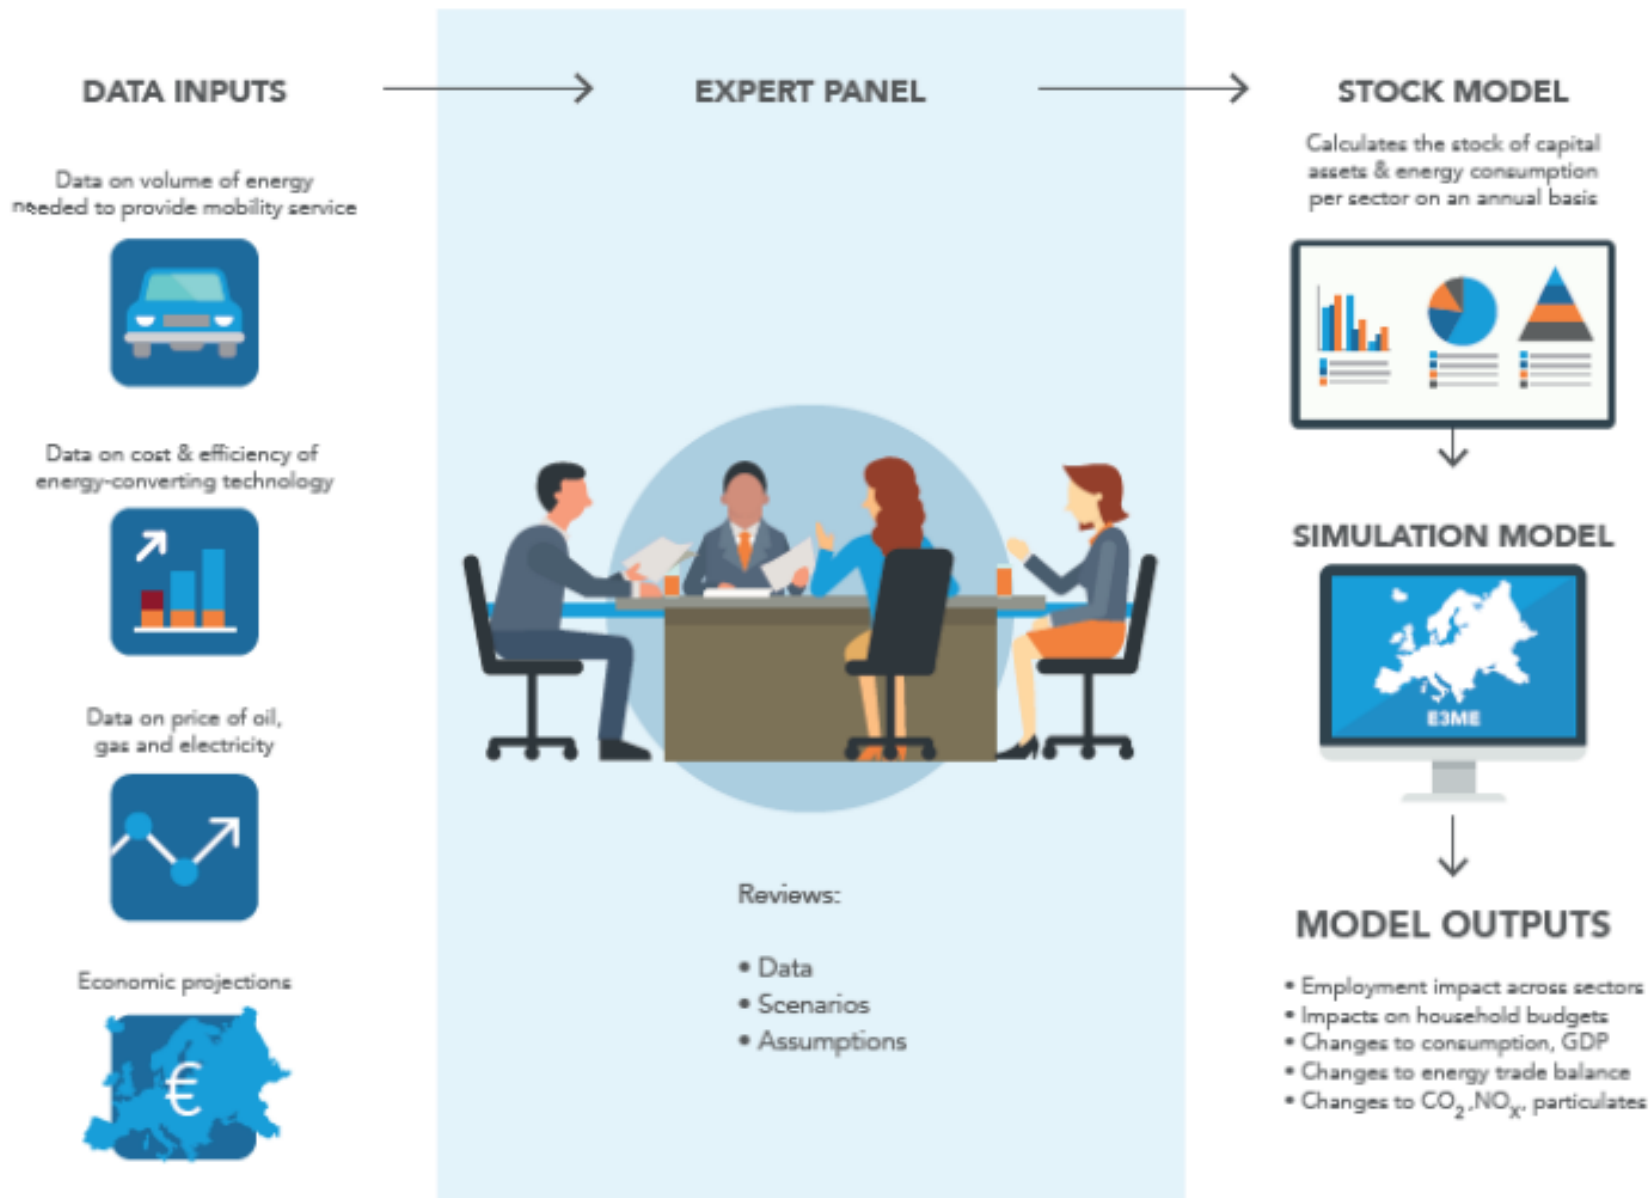 DATA INPUTS
Data on volume of energy
needed to provide mobility service
Data on cost & efficiency of
energy-converting technology
Data on price of oil,
gas and electricity
Economic projections
€
EXPERT PANEL
Reviews:
• Data
• Scenarios
• Assumptions
STOCK MODEL
Calculates the stock of capital
assets & energy consumption
per sector on an annual basis
SIMULATION MODEL
E3ME
MODEL OUTPUTS
• Employment impact across sectors
• Impacts on household budgets
• Changes to consumption, GDP
• Changes to energy trade balance
• Changes to CO₂,NOₓ, particulates